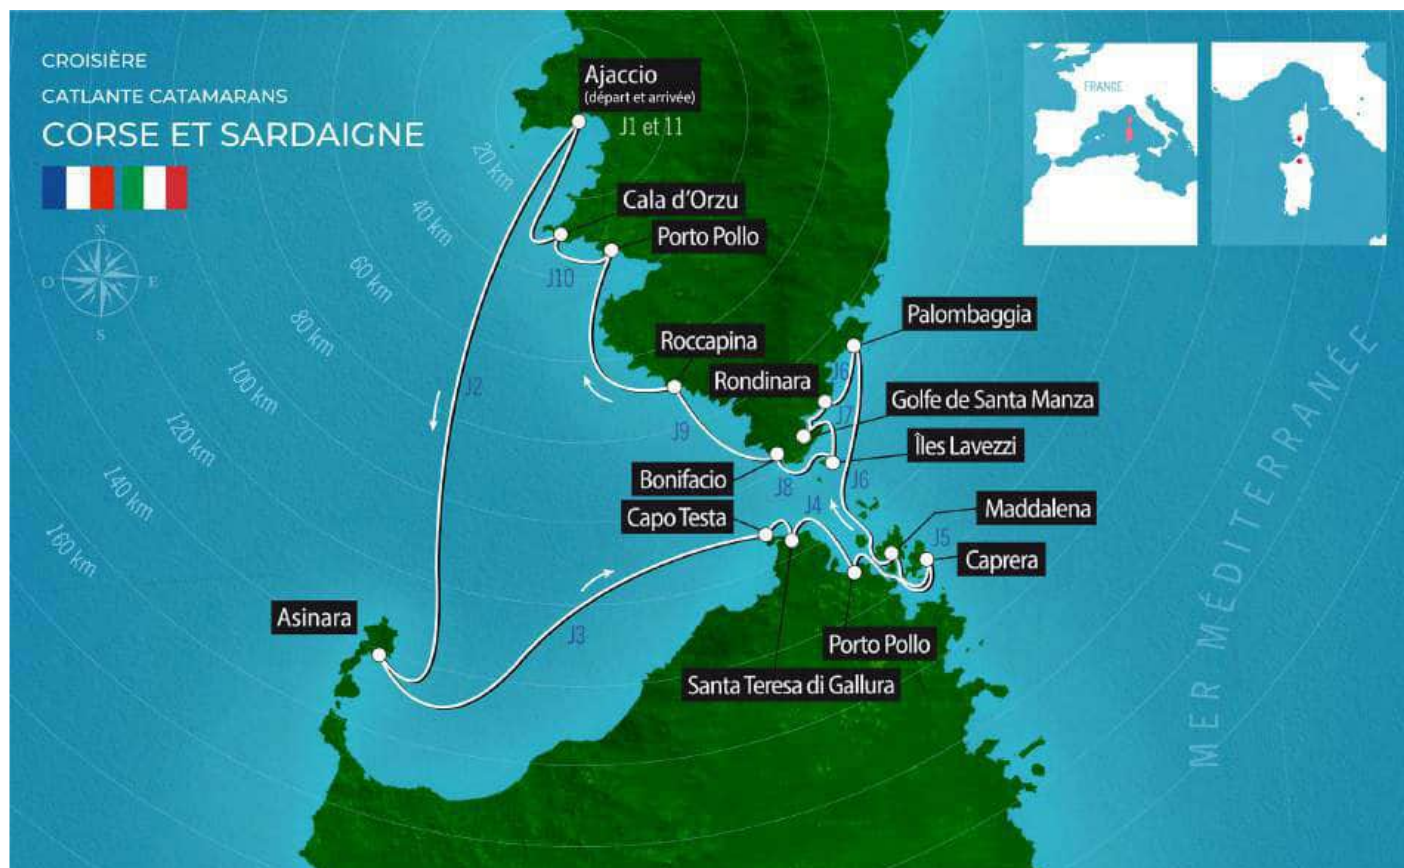 CROISIÈRE
CATLANTE CATAMARANS
CORSE ET SARDAIGNE
FRANCE
Ajaccio
(départ et arrivée)
J1 et 11
20 km
40 km
60 km
80 km
100 km
120 km
140 km
160 km
N
O
E
S
Cala d'Orzu
Porto Pollo
J10
Palombaggia
Roccapina
Rondinara
J6
J2
Golfe de Santa Manza
J7
J9
Îles Lavezzi
Bonifacio
J8
J6
J4
Capo Testa
Maddalena
J5
Caprera
Asinara
J3
Porto Pollo
Santa Teresa di Gallura
MER MÉDITERRANÉE